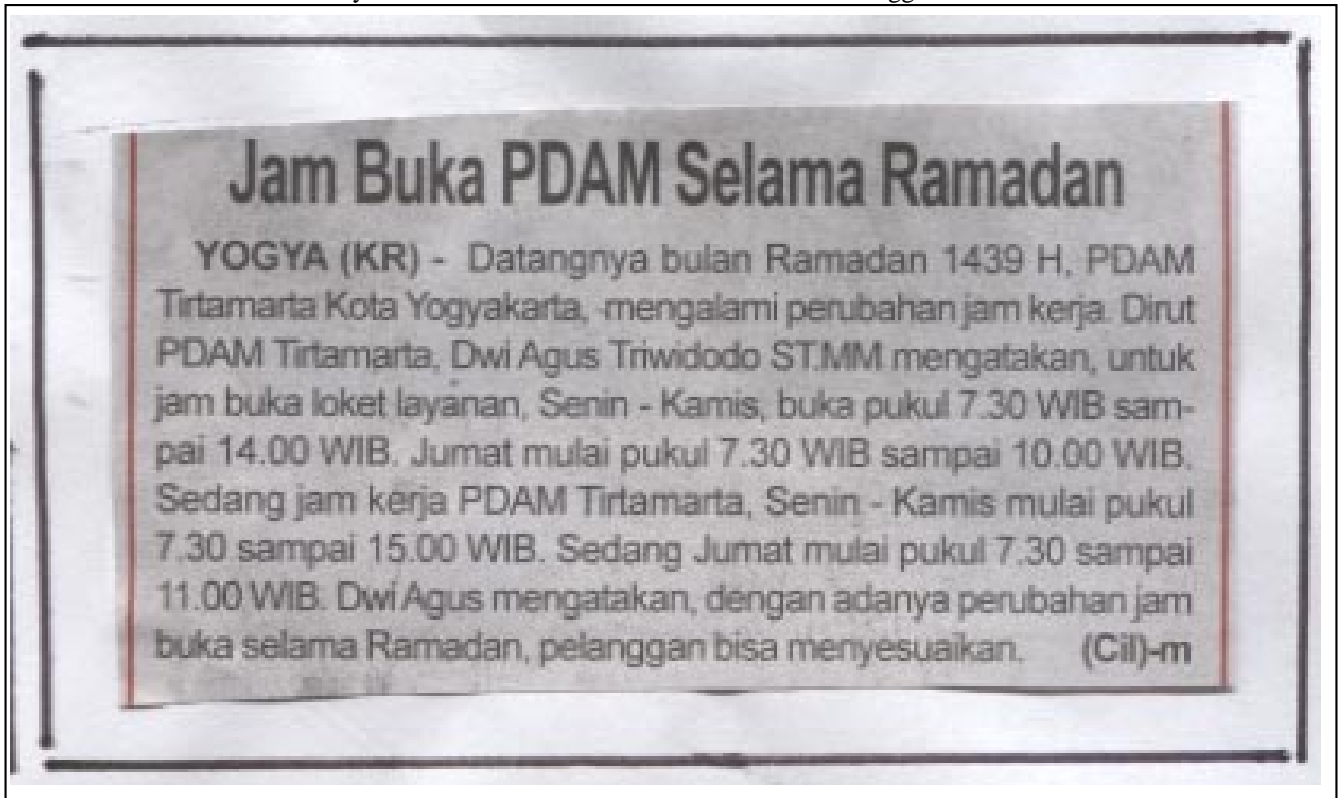 Jam Buka PDAM Selama Ramadan
YOGYA (KR) - Datangnya bulan Ramadan 1439 H, PDAM
Tirtamarta Kota Yogyakarta, mengalami perubahan jam kerja. Dirut
PDAM Tirtamarta, Dwi Agus Triwidodo ST.MM mengatakan, untuk
jam buka loket layanan, Senin - Kamis, buka pukul 7.30 WIB sam-
pai 14.00 WIB. Jumat mulai pukul 7.30 WIB sampai 10.00 WIB.
Sedang jam kerja PDAM Tirtamarta, Senin - Kamis mulai pukul
7.30 sampai 15.00 WIB. Sedang Jumat mulai pukul 7.30 sampai
11.00 WIB. Dwi Agus mengatakan, dengan adanya perubahan jam
buka selama Ramadan, pelanggan bisa menyesuaikan. (Cil)-m